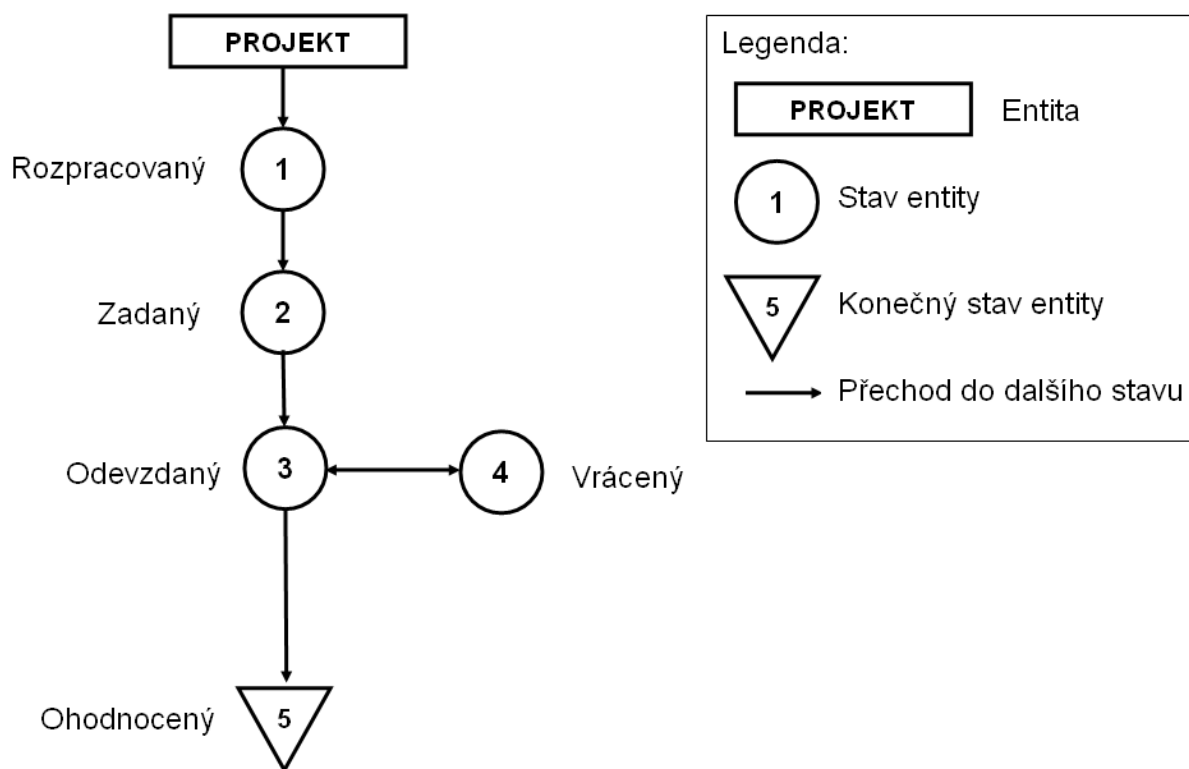 PROJEKT
Rozpracovaný
1
Zadaný
2
Odevzdaný
3
4
Vrácený
Ohodnocený
5
Legenda:
PROJEKT
Entita
1
Stav entity
5
Konečný stav entity
Přechod do dalšího stavu